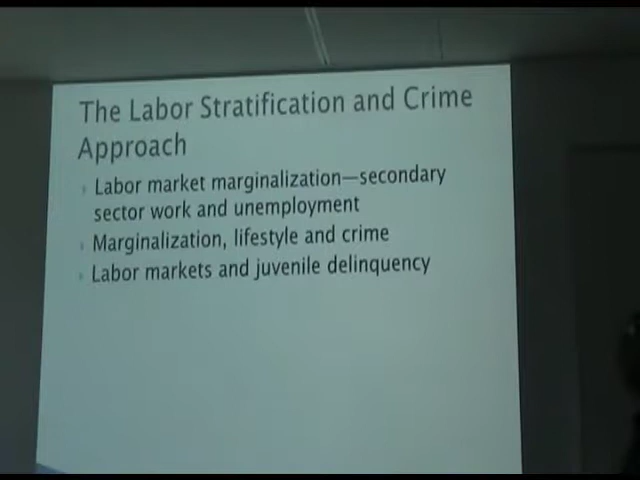 The Labor Stratification and Crime
Approach
Labor market marginalization—secondary
sector work and unemployment
Marginalization, lifestyle and crime
Labor markets and juvenile delinquency